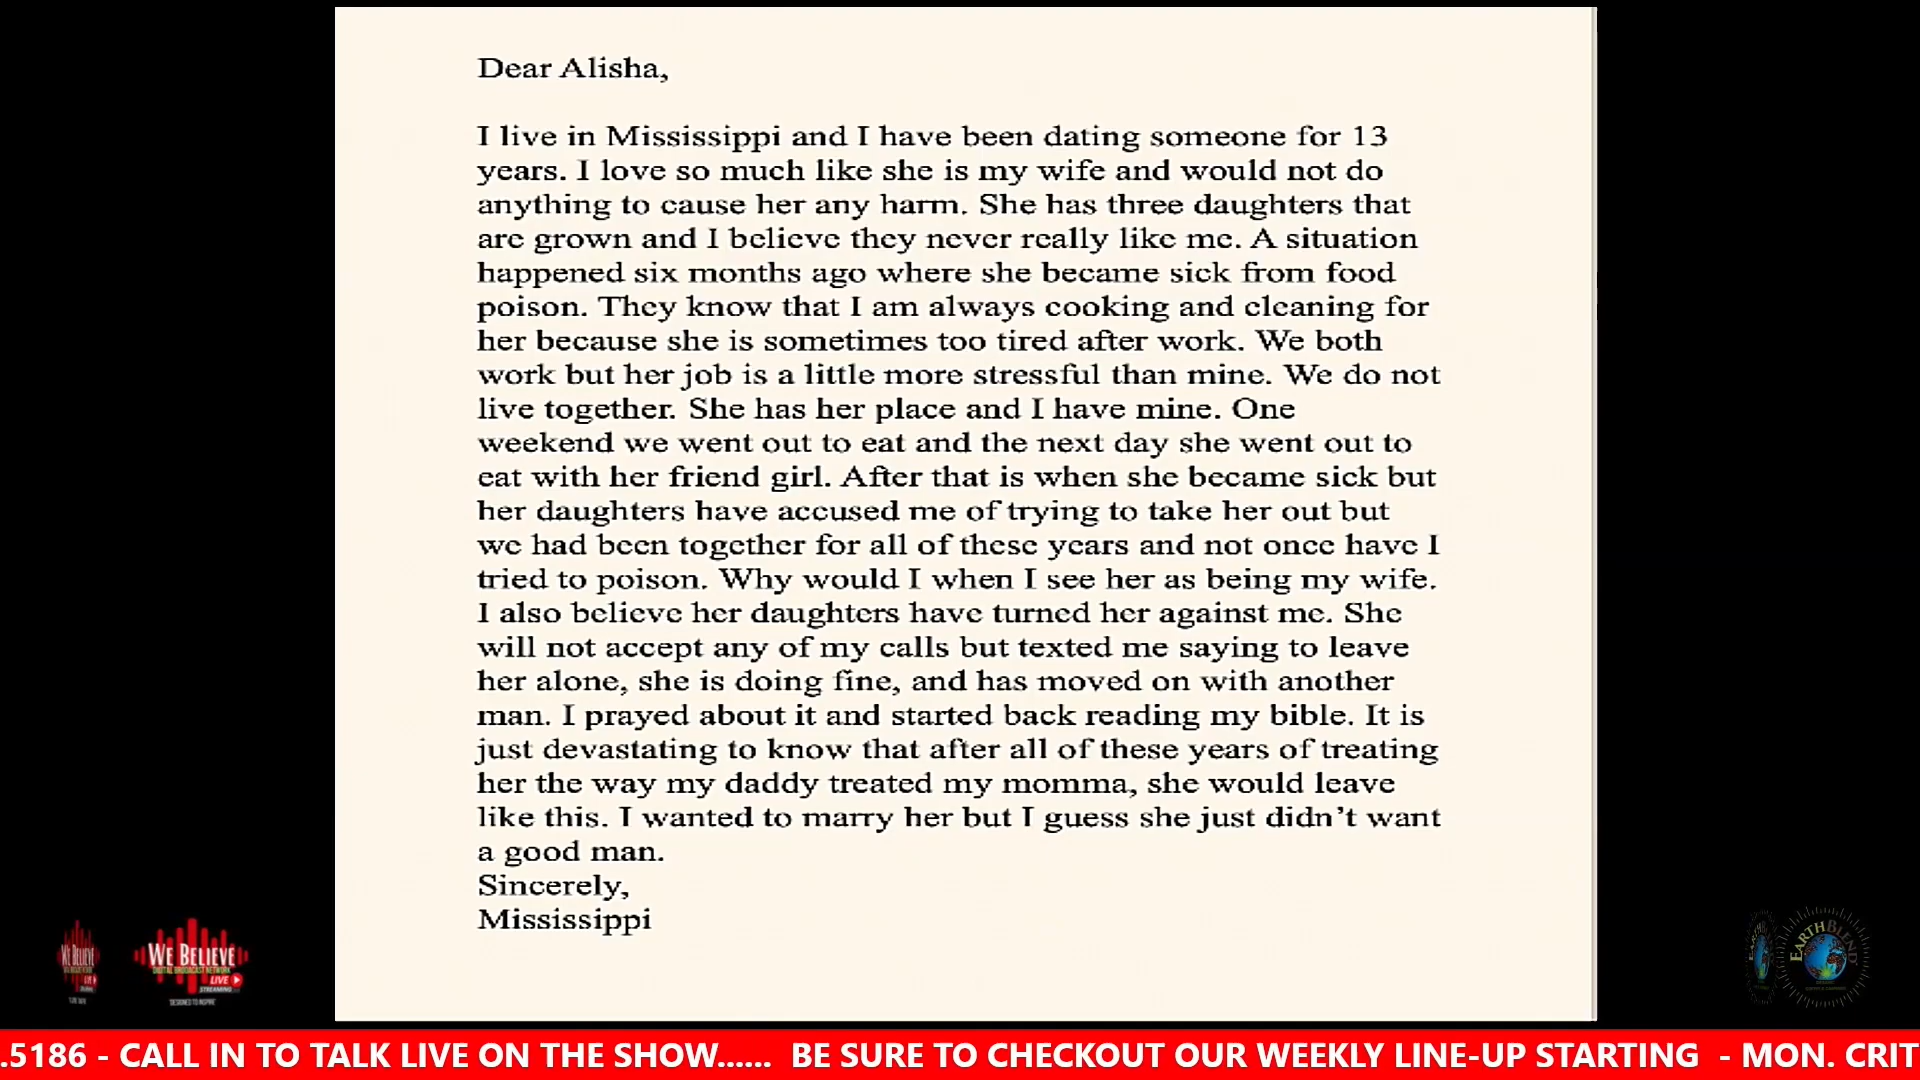 Dear Alisha,
I live in Mississippi and I have been dating someone for 13
years. I love so much like she is my wife and would not do
anything to cause her any harm. She has three daughters that
are grown and I believe they never really like me. A situation
happened six months ago where she became sick from food
poison. They know that I am always cooking and cleaning for
her because she is sometimes too tired after work. We both
work but her job is a little more stressful than mine. We do not
live together. She has her place and I have mine. One
weekend we went out to eat and the next day she went out to
eat with her friend girl. After that is when she became sick but
her daughters have accused me of trying to take her out but
we had been together for all of these years and not once have I
tried to poison. Why would I when I see her as being my wife.
I also believe her daughters have turned her against me. She
will not accept any of my calls but texted me saying to leave
her alone, she is doing fine, and has moved on with another
man. I prayed about it and started back reading my bible. It is
just devastating to know that after all of these years of treating
her the way my daddy treated my momma, she would leave
like this. I wanted to marry her but I guess she just didn't want
a good man.
Sincerely,
Mississippi
WE BELIEVE
WE BELIEVE
DIGITAL BROADCAST NETWORK
LIVE
STREAMING
"DESIGNED TO INSPIRE"
EARTHBLEND
.5186 - CALL IN TO TALK LIVE ON THE SHOW...... BE SURE TO CHECKOUT OUR WEEKLY LINE-UP STARTING - MON. CRIT